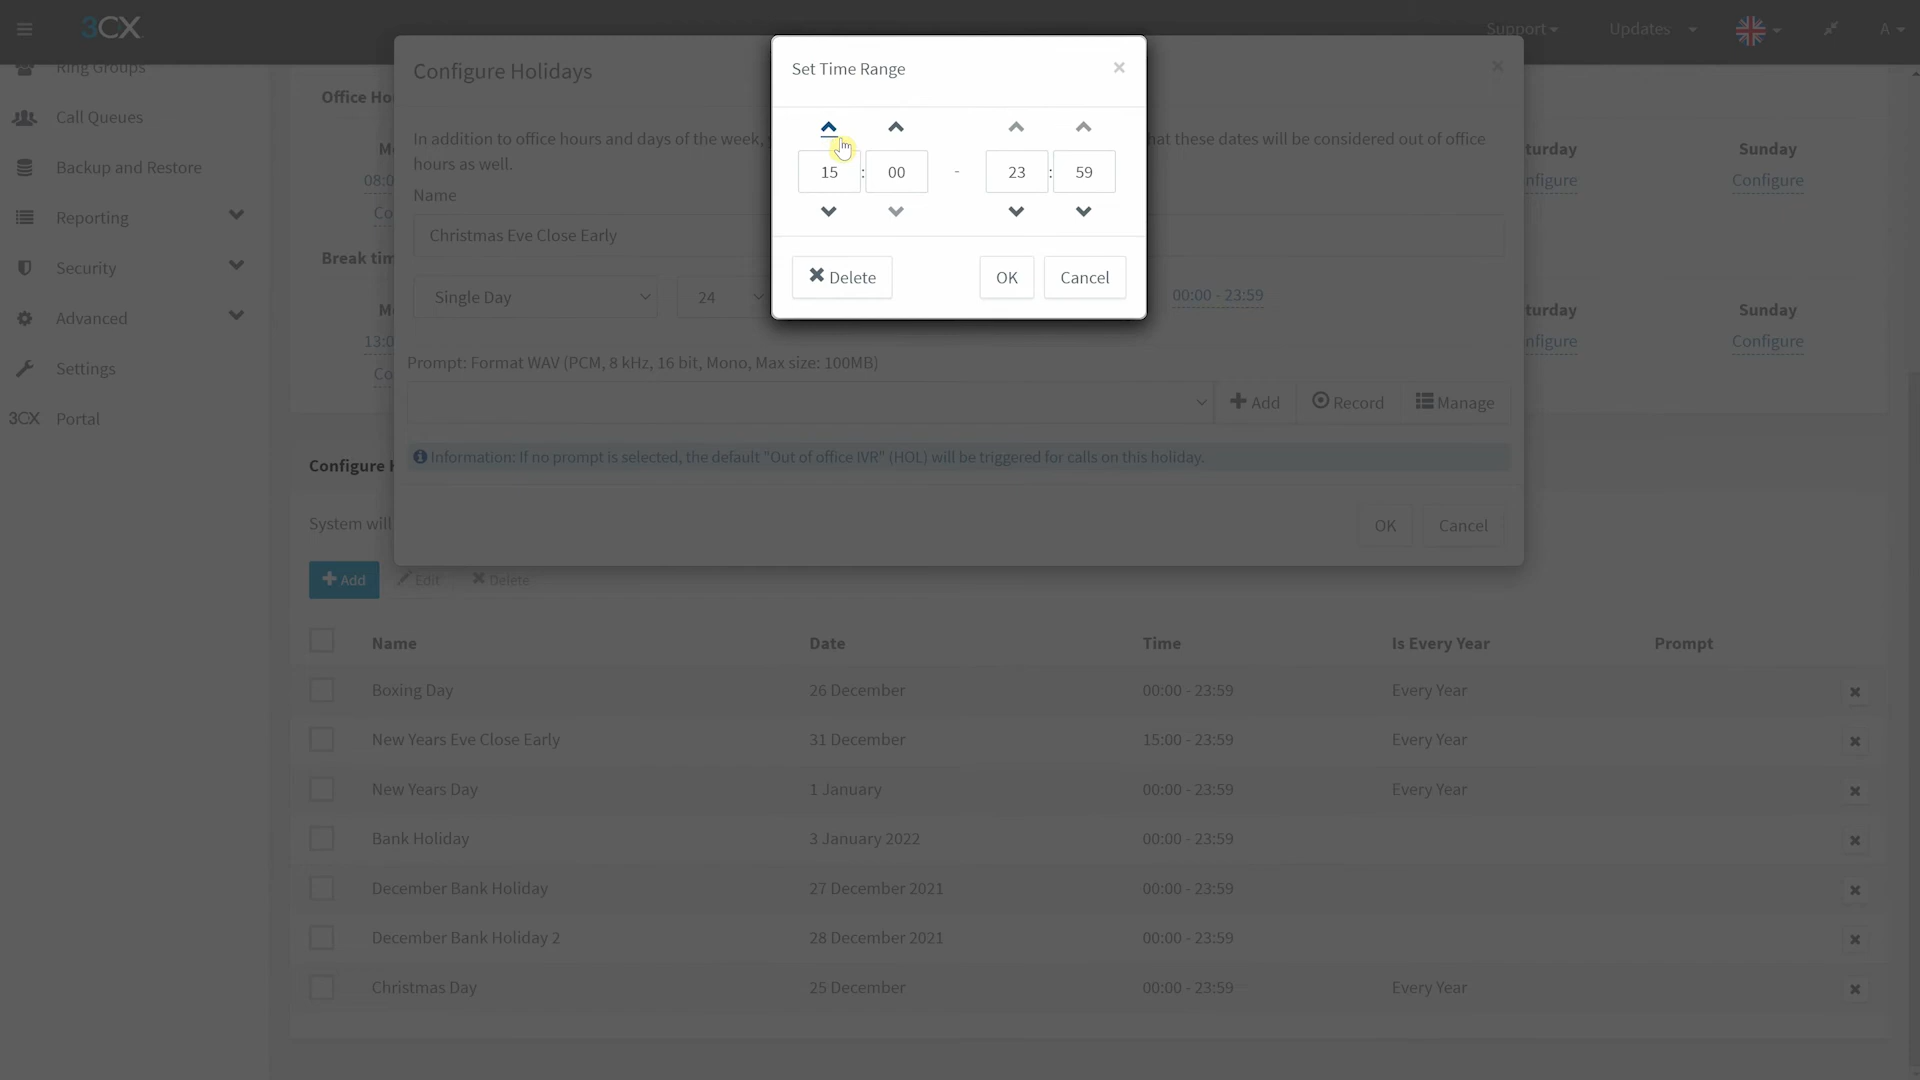 3CX
Support
Updates
A
Ring Groups
Call Queues
Backup and Restore
Reporting
Security
Advanced
Settings
3CX Portal
Office Ho
M
08:0
Co
Break tim
M
13:0
Co
turday
Sunday
nfigure
Configure
turday
Sunday
nfigure
Configure
Configure Holidays
×
In addition to office hours and days of the week, y hat these dates will be considered out of office
hours as well.
Name
Christmas Eve Close Early
Single Day
24
00:00 - 23:59
Set Time Range
×
15 : 00 - 23 : 59
Delete
OK
Cancel
Prompt: Format WAV (PCM, 8 kHz, 16 bit, Mono, Max size: 100MB)
Add
Record
Manage
Information: If no prompt is selected, the default "Out of office IVR" (HOL) will be triggered for calls on this holiday.
OK
Cancel
Configure H
System will
Add
Edit
Delete
Name Date Time Is Every Year Prompt
Boxing Day 26 December 00:00 - 23:59 Every Year
New Years Eve Close Early 31 December 15:00 - 23:59 Every Year
New Years Day 1 January 00:00 - 23:59 Every Year
Bank Holiday 3 January 2022 00:00 - 23:59
December Bank Holiday 27 December 2021 00:00 - 23:59
December Bank Holiday 2 28 December 2021 00:00 - 23:59
Christmas Day 25 December 00:00 - 23:59 Every Year